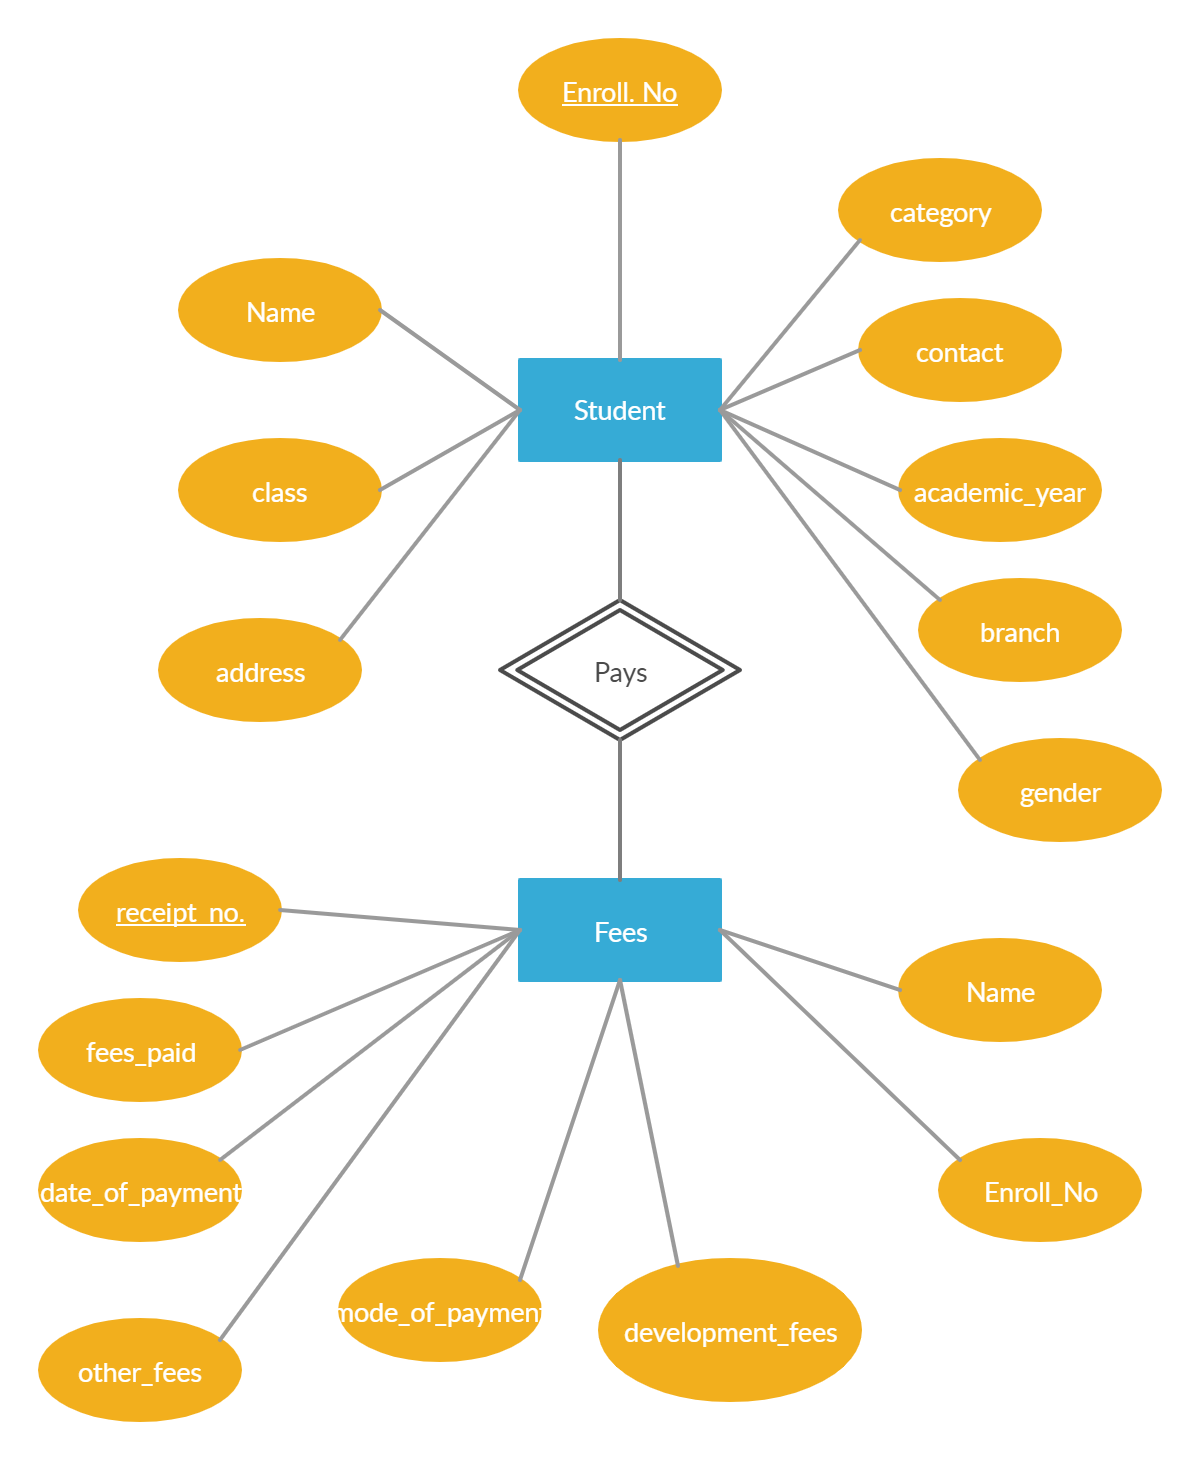 Enroll. No
category
Name
contact
Student
class
academic_year
branch
address
Pays
gender
receipt_no.
Fees
Name
fees_paid
date_of_payment
Enroll_No
mode_of_payment
development_fees
other_fees